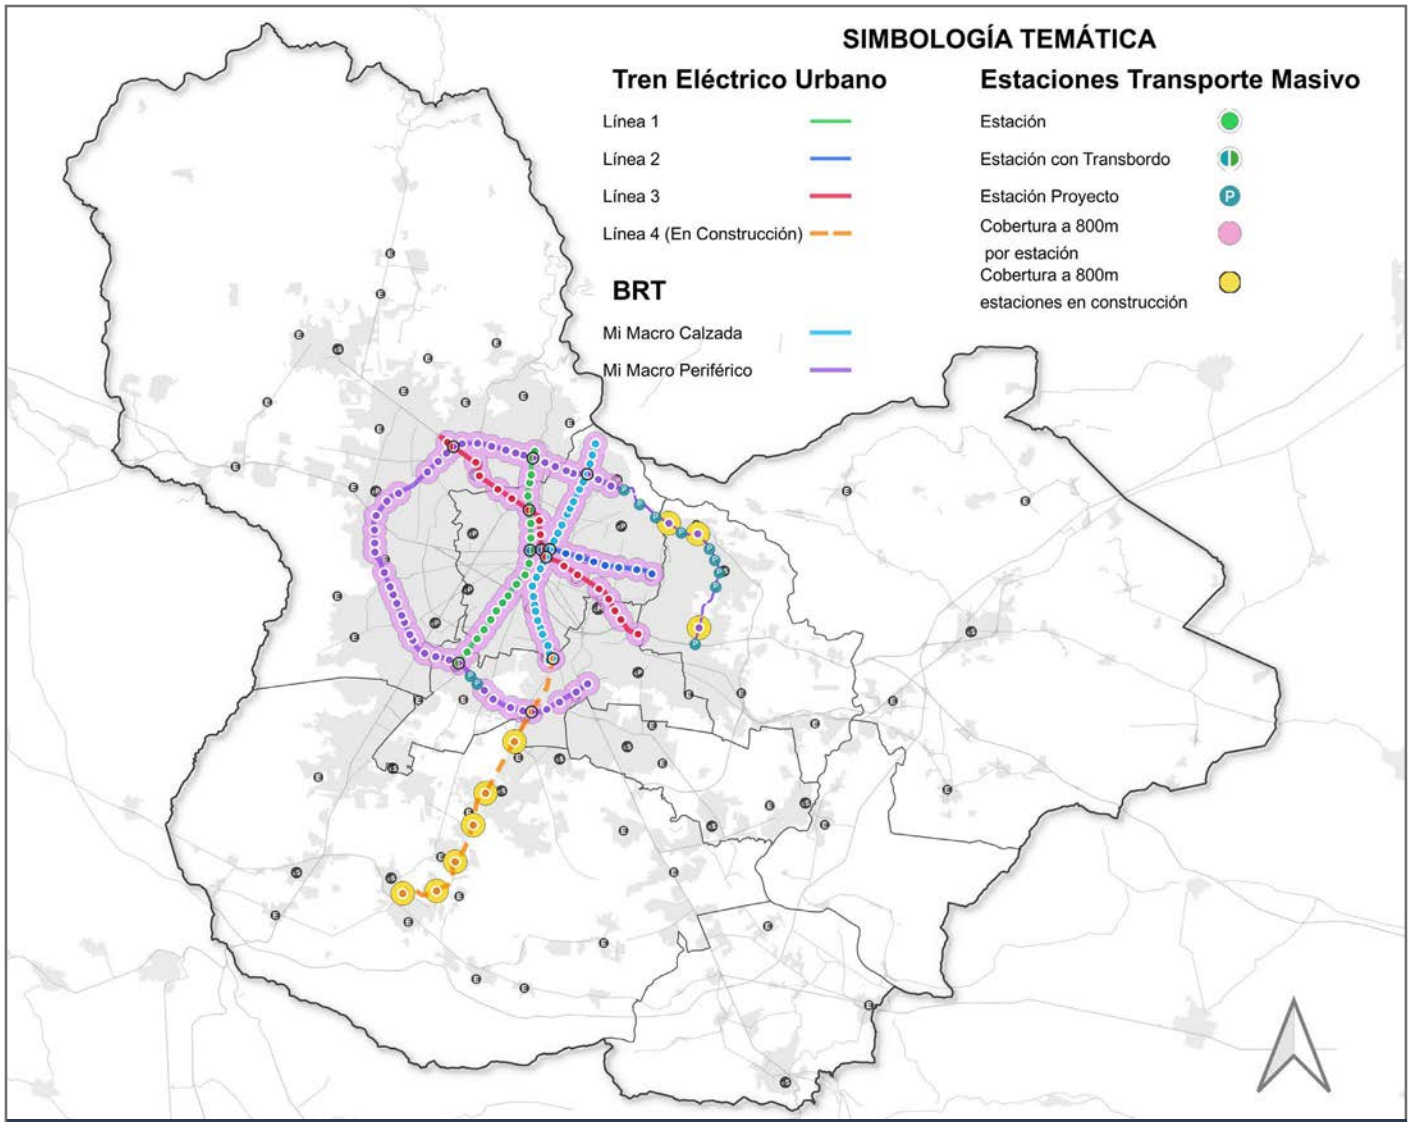 SIMBOLOGÍA TEMÁTICA
Tren Eléctrico Urbano
Línea 1
Línea 2
Línea 3
Línea 4 (En Construcción)
BRT
Mi Macro Calzada
Mi Macro Periférico
Estaciones Transporte Masivo
Estación
Estación con Transbordo
Estación Proyecto
P
Cobertura a 800m
por estación
Cobertura a 800m
estaciones en construcción